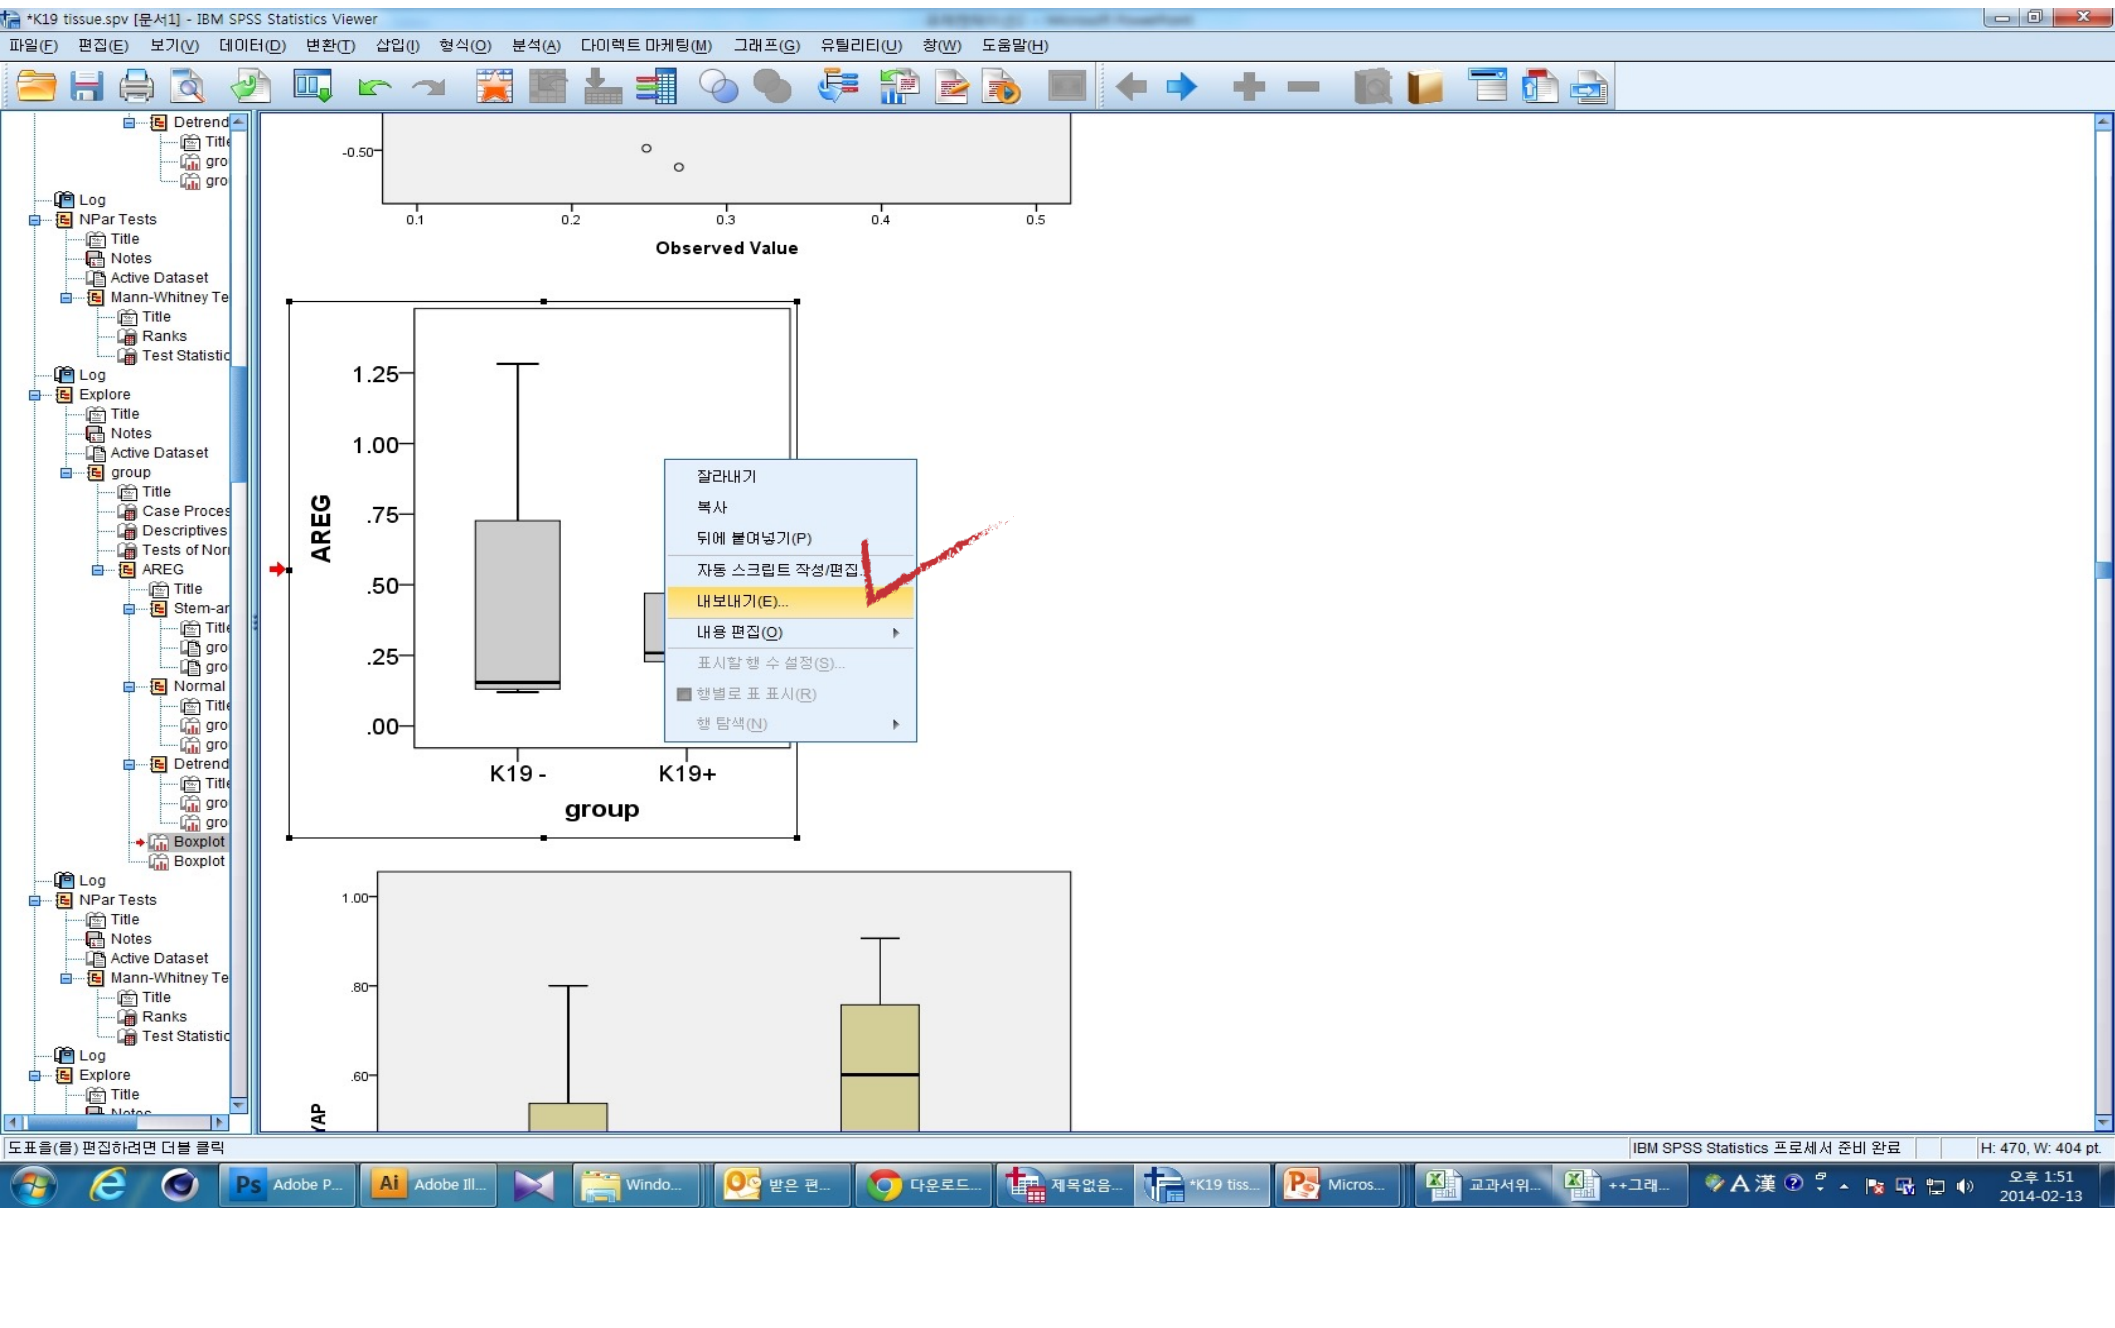 *K19 tissue.spv [문서1] - IBM SPSS Statistics Viewer
파일(F) 편집(E) 보기(V) 데이터(D) 변환(T) 삽입(I) 형식(O) 분석(A) 다이렉트 마케팅(M) 그래프(G) 유틸리티(U) 창(W) 도움말(H)
Detrend
Title
gro
gro
Log
NPar Tests
Title
Notes
Active Dataset
Mann-Whitney Te
Title
Ranks
Test Statistic
Log
Explore
Title
Notes
Active Dataset
group
Title
Case Proces
Descriptives
Tests of Nor
AREG
Title
Stem-ar
Title
gro
gro
Normal
Title
gro
gro
Detrend
Title
gro
gro
Boxplot
Boxplot
Log
NPar Tests
Title
Notes
Active Dataset
Mann-Whitney Te
Title
Ranks
Test Statistic
Log
Explore
Title
Notes
-0.50
0.1 0.2 0.3 0.4 0.5
Observed Value
1.25
1.00
.75
.50
.25
.00
AREG
K19 - K19+
group
잘라내기
복사
뒤에 붙여넣기(P)
자동 스크립트 작성/편집
내보내기(E)...
내용 편집(O)
표시할 행 수 설정(S)...
행별로 표 표시(R)
행 탐색(N)
1.00
.80
.60
YAP
도표을(를) 편집하려면 더블 클릭
IBM SPSS Statistics 프로세서 준비 완료
H: 470, W: 404 pt.
Ps Adobe P... Ai Adobe Ill... Windo... 받은 편... 다운로드... 제목없음... *K19 tiss... Micros... 교과서위... ++그래... A 漢
오후 1:51
2014-02-13